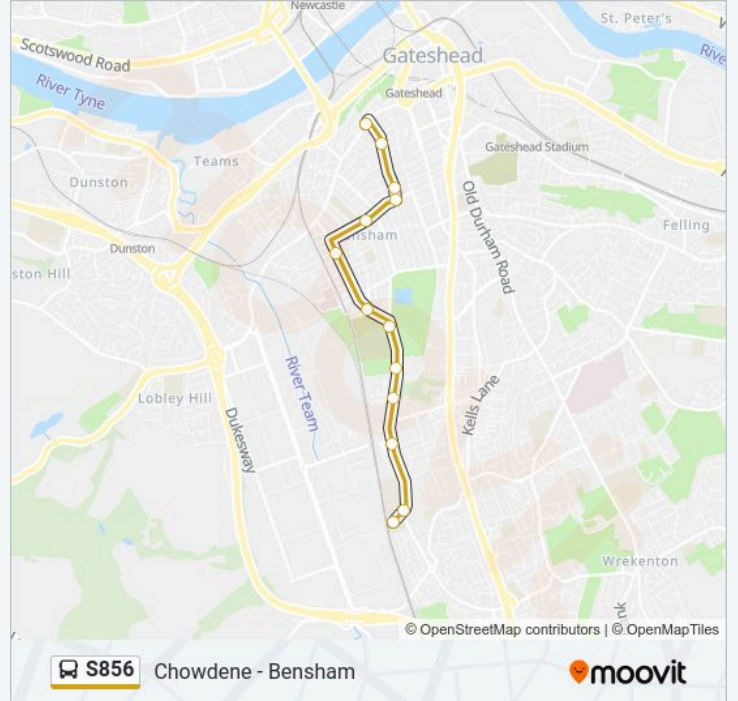 Newcastle
St. Peter's
Scotswood Road
Gateshead
River Tyne
Gateshead
Gateshead Stadium
Teams
Dunston
Old Durham Road
Felling
nsham
Dunston
ston Hill
River Team
Kells Lane
Lobley Hill
Dukesway
Wrekenton
© OpenStreetMap contributors | © OpenMapTiles
S856 Chowdene - Bensham
moovit